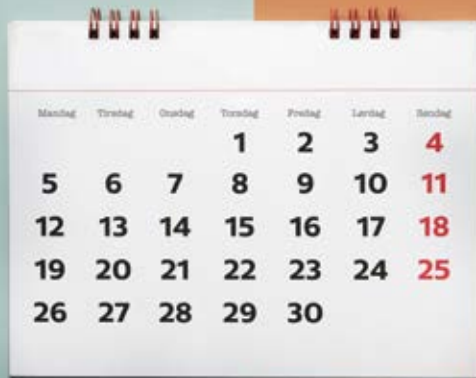 Mandag Tirsdag Onsdag Torsdag Fredag Lørdag Søndag
1 2 3 4
5 6 7 8 9 10 11
12 13 14 15 16 17 18
19 20 21 22 23 24 25
26 27 28 29 30